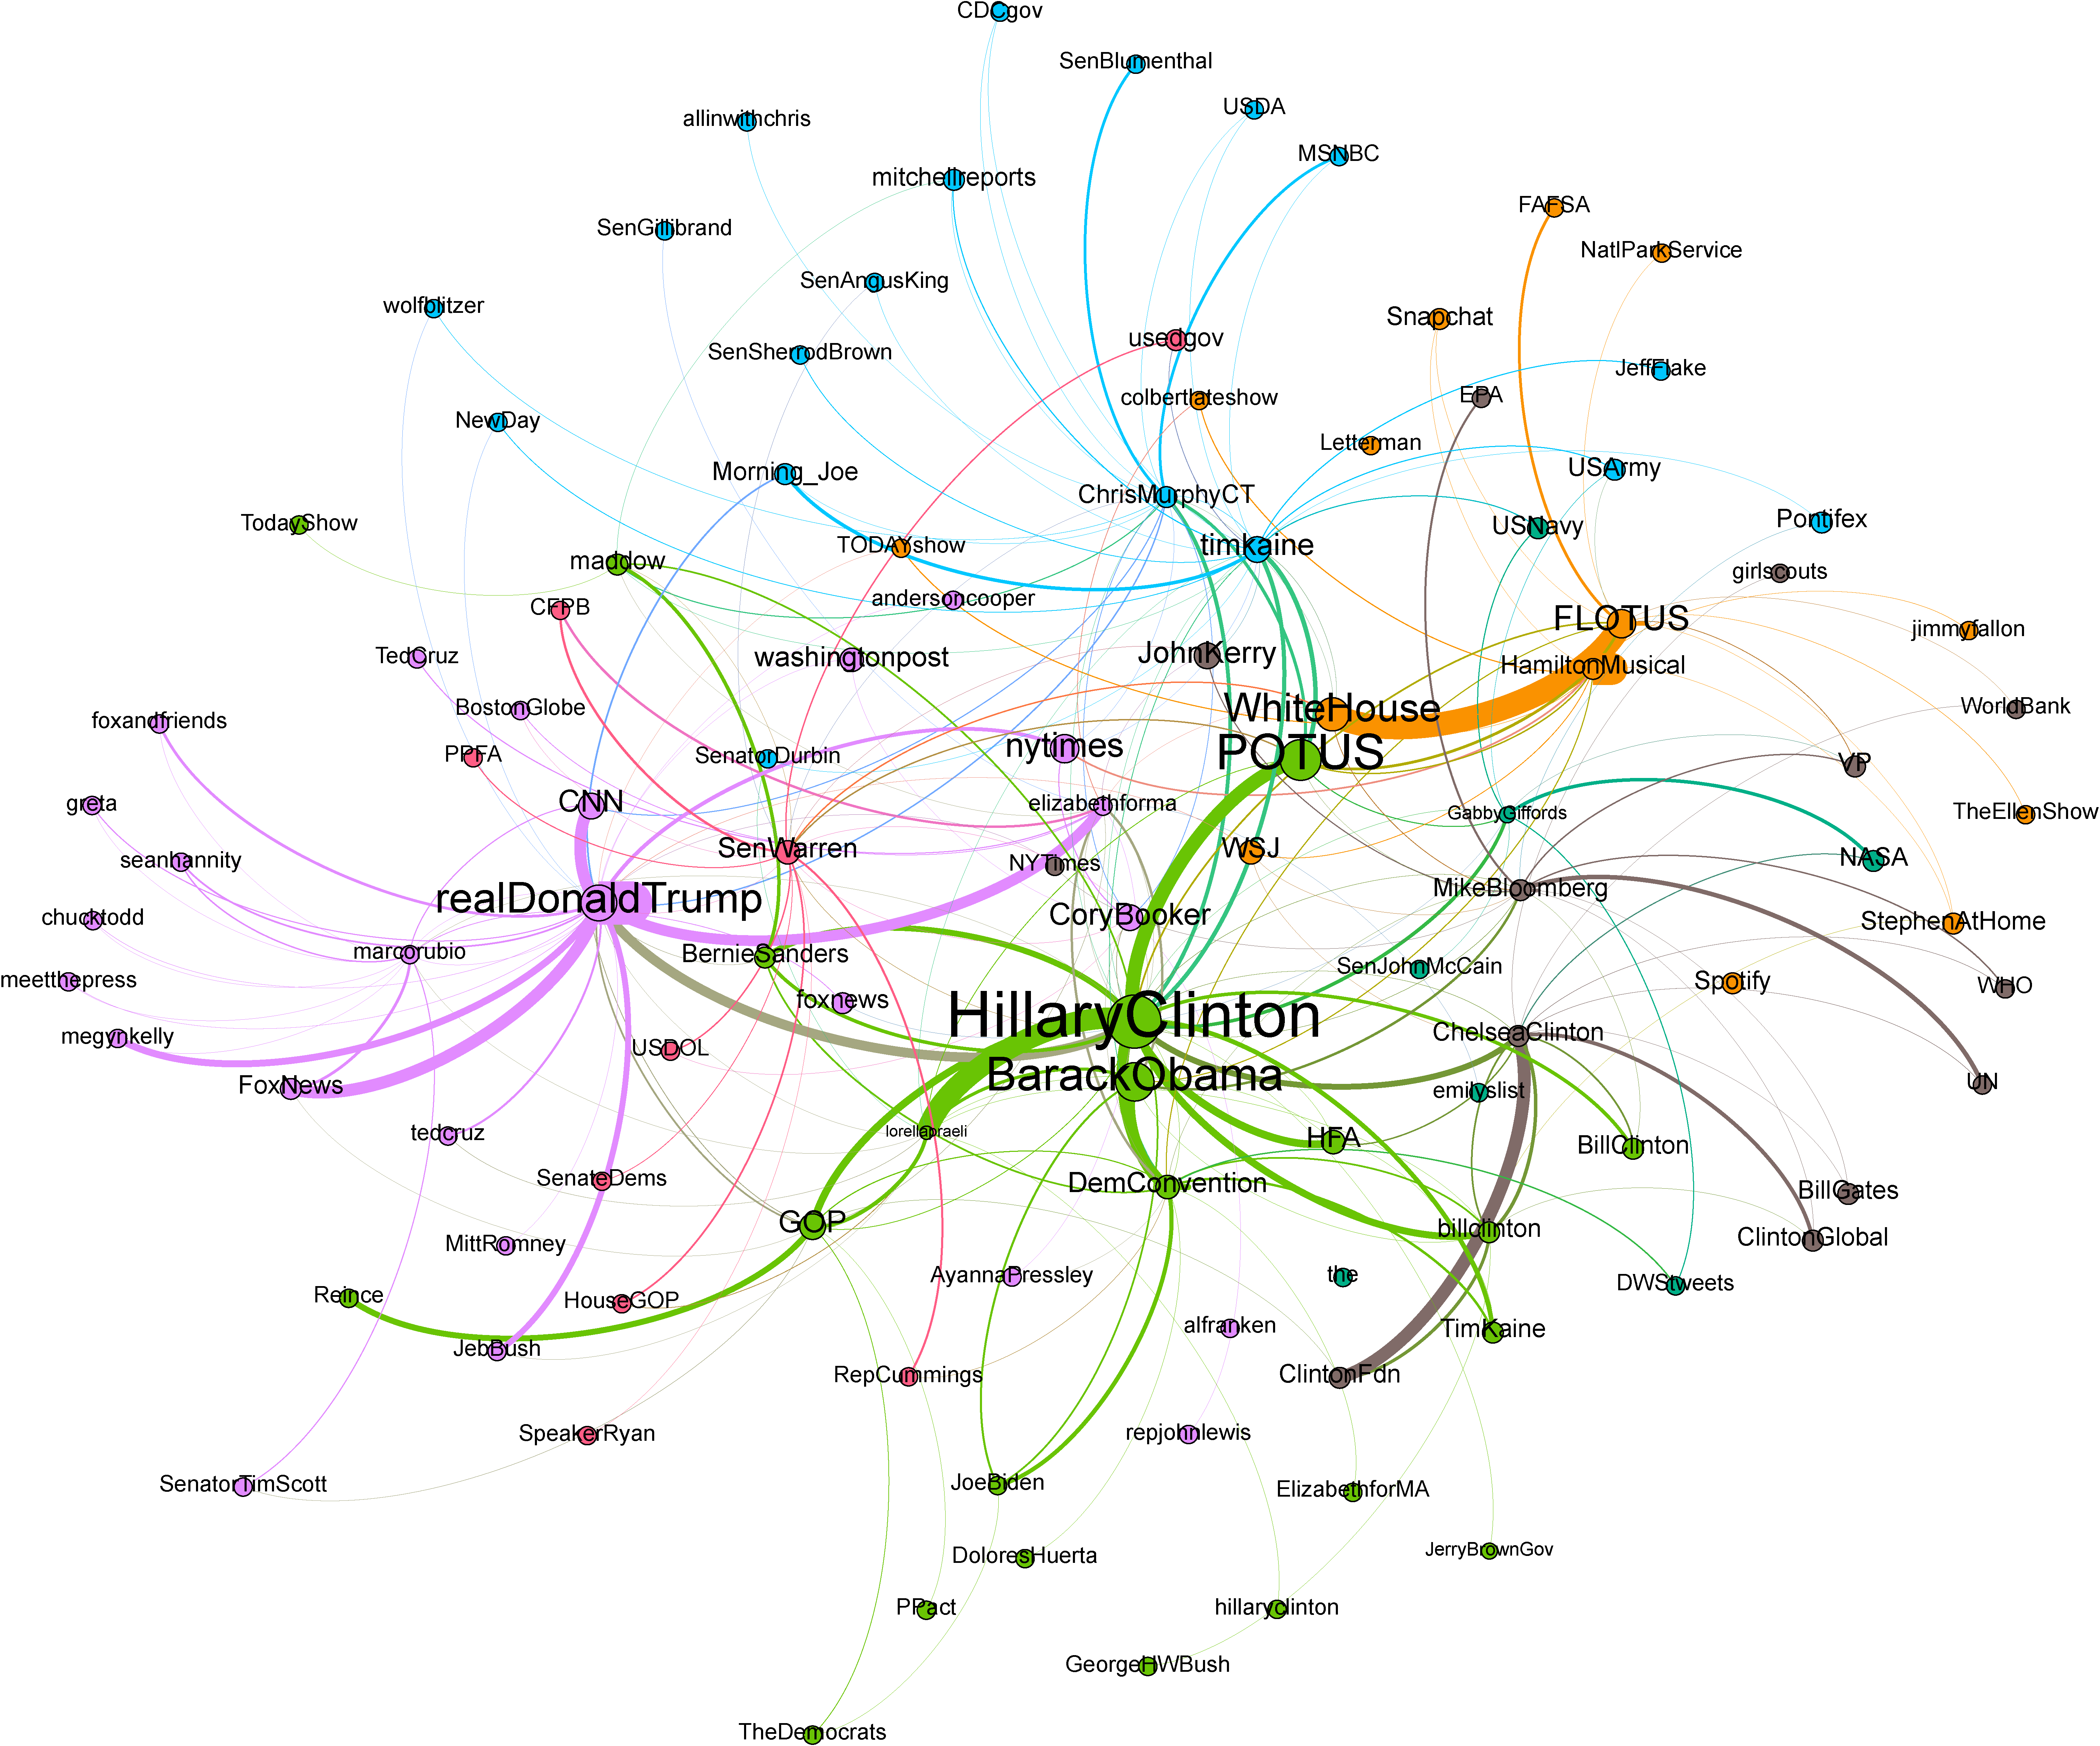 CDCgov
SenBlumenthal
USDA
allinwithchris
MSNBC
mitchellreports
FAFSA
SenGillibrand
NatlParkService
SenAngusKing
wolfblitzer
Snapchat
usedgov
SenSherrodBrown
JeffFlake
EPA
colbertlateshow
NewDay
Letterman
Morning_Joe
USArmy
ChrisMurphyCT
Pontifex
TodayShow
USNavy
TODAYshow
timkaine
maddow
girlscouts
andersoncooper
CFPB
FLOTUS
jimmyfallon
JohnKerry
TedCruz
washingtonpost
HamiltonMusical
BostonGlobe
WorldBank
WhiteHouse
foxandfriends
nytimes
POTUS
PPFA
SenatorDurbin
VP
CNN
greta
elizabethforma
GabbyGiffords
TheEllenShow
SenWarren
WSJ
seanhannity
NYTimes
NASA
MikeBloomberg
realDonaldTrump
chucktodd
CoryBooker
StephenAtHome
marcorubio
BernieSanders
SenJohnMcCain
meetthepress
Spotify
WHO
foxnews
HillaryClinton
megynkelly
ChelseaClinton
USDOL
BarackObama
FoxNews
UN
emilyslist
tedcruz
lorellapraeli
HFA
BillClinton
SenateDems
DemConvention
BillGates
GOP
billclinton
ClintonGlobal
MittRomney
AyannaPressley
the
DWStweets
Reince
HouseGOP
alfranken
TimKaine
JebBush
RepCummings
ClintonFdn
SpeakerRyan
repjohnlewis
SenatorTimScott
JoeBiden
ElizabethforMA
DoloresHuerta
JerryBrownGov
PPact
hillaryclinton
GeorgeHWBush
TheDemocrats